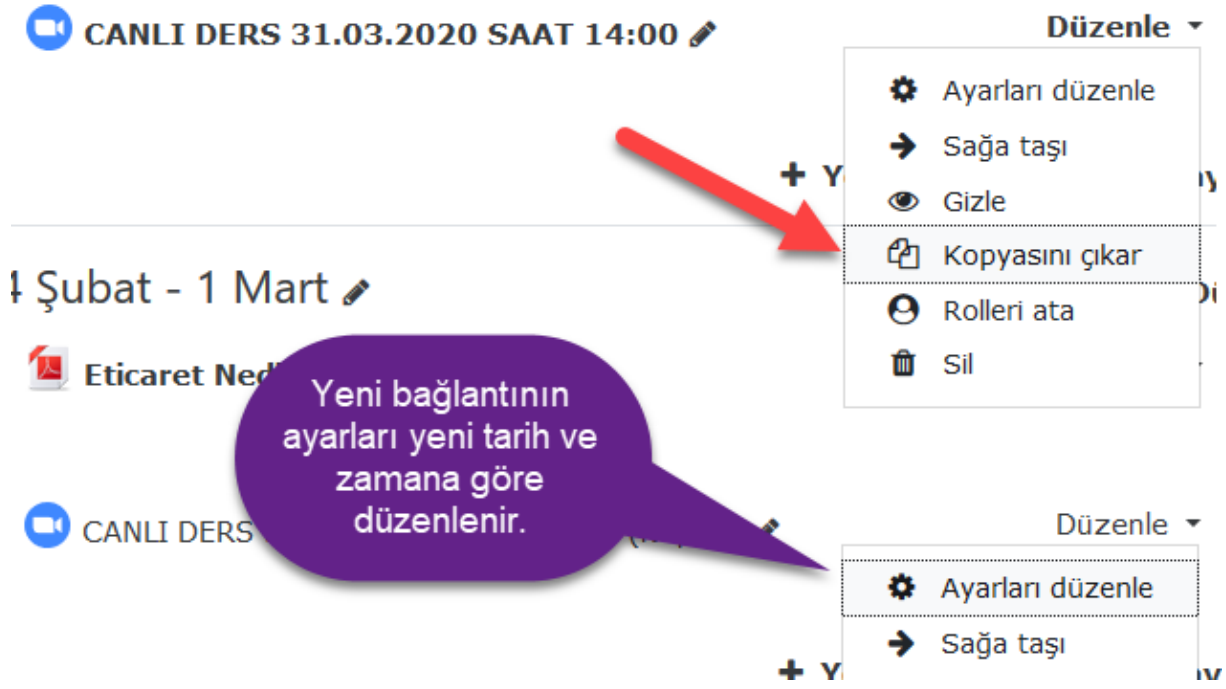 CANLI DERS 31.03.2020 SAAT 14:00
Düzenle
Ayarları düzenle
Sağa taşı
Gizle
Kopyasını çıkar
Rolleri ata
Sil
Şubat - 1 Mart
Eticaret
Yeni bağlantının
ayarları yeni tarih ve
zamana göre
düzenlenir.
CANLI DERS
Düzenle
Ayarları düzenle
Sağa taşı